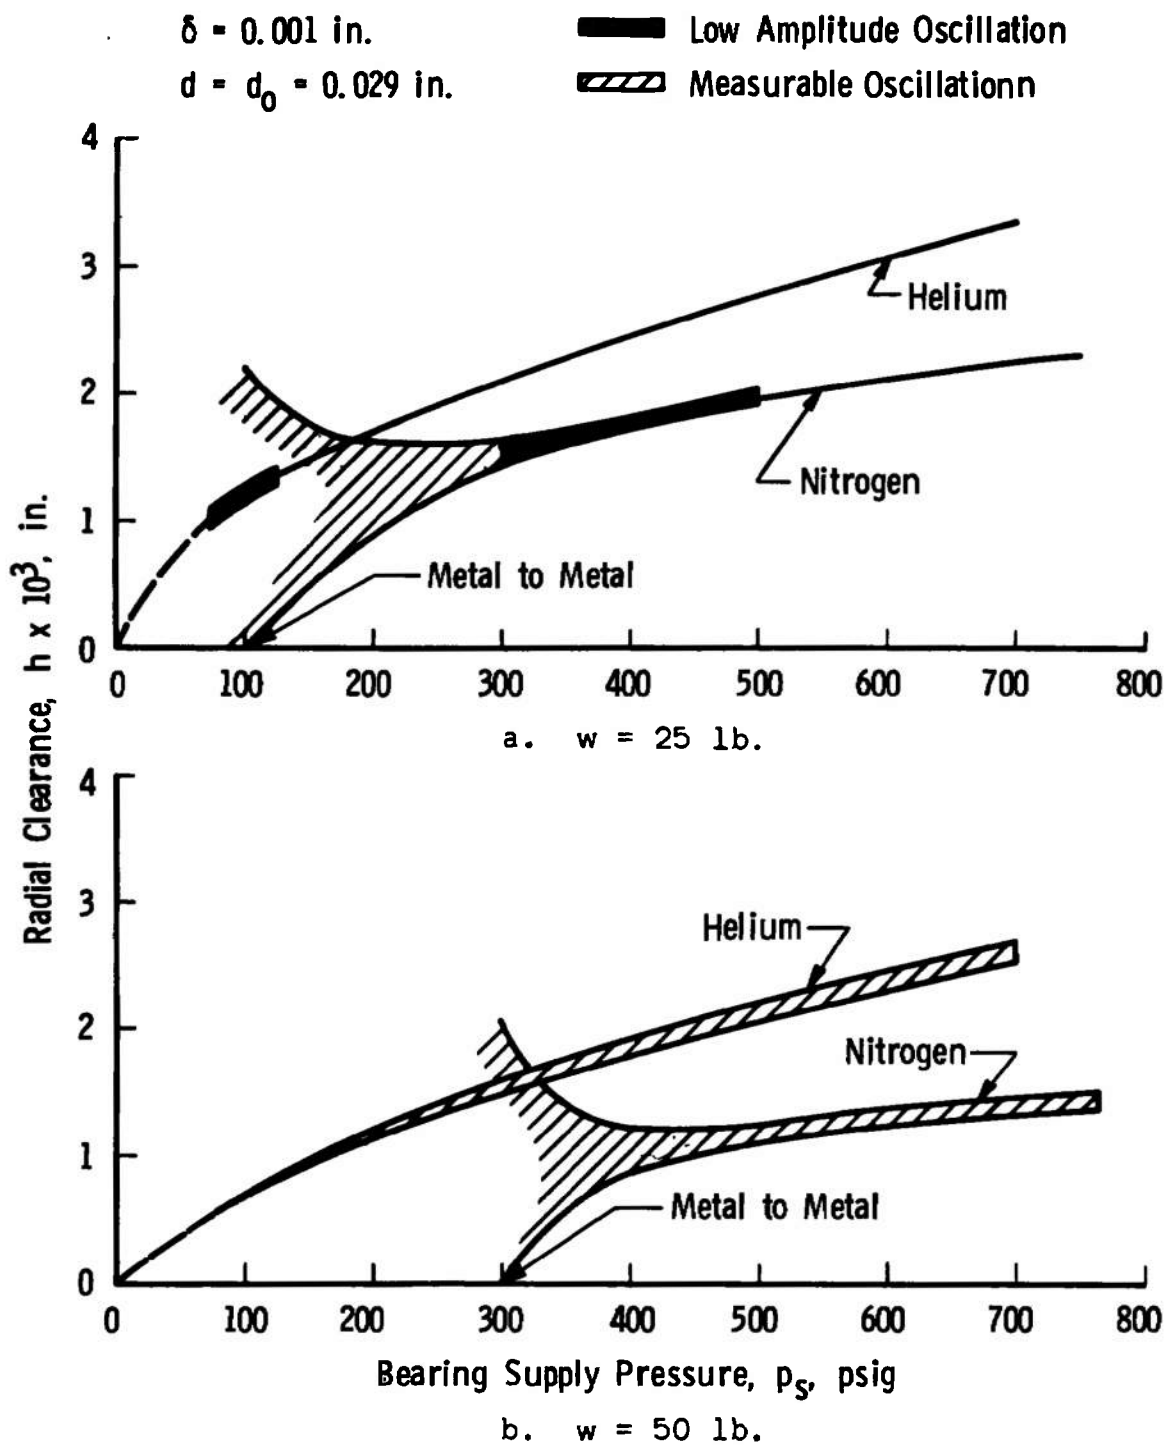 δ = 0.001 in.
d = d₀ = 0.029 in.
Low Amplitude Oscillation
Measurable Oscillationn
4
3
2
1
0
Helium
Nitrogen
Metal to Metal
0 100 200 300 400 500 600 700 800
a. w = 25 lb.
Radial Clearance, h x 10³, in.
4
3
2
1
0
Helium
Nitrogen
Metal to Metal
0 100 200 300 400 500 600 700 800
Bearing Supply Pressure, pₛ, psig
b. w = 50 lb.